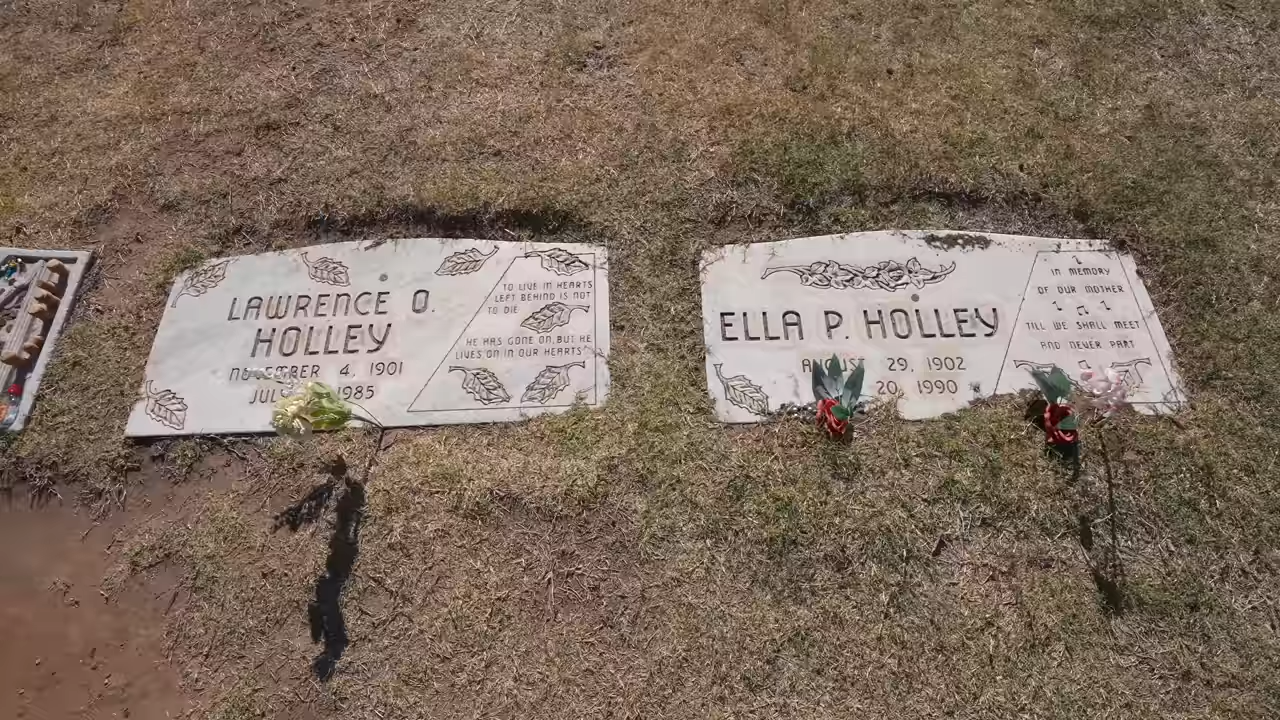 LAWRENCE O.
HOLLEY
NOVEMBER 4, 1901
1985
TO LIVE IN HEARTS
LEFT BEHIND IS NOT
TO DIE
HE HAS GONE ON, BUT HE
LIVES ON IN OUR HEARTS"
ELLA P. HOLLEY
AUGUST 29, 1902
20, 1990
IN MEMORY
OF OUR MOTHER
TILL WE SHALL MEET
AND NEVER PART